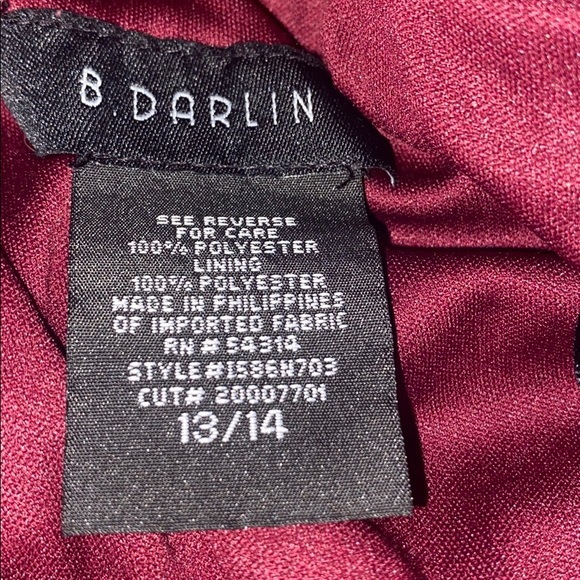 B.DARLIN
SEE REVERSE
FOR CARE
100% POLYESTER
LINING
100% POLYESTER
MADE IN PHILIPPINES
OF IMPORTED FABRIC
RN # 54314
STYLE#1586N703
CUT# 20007701
13/14